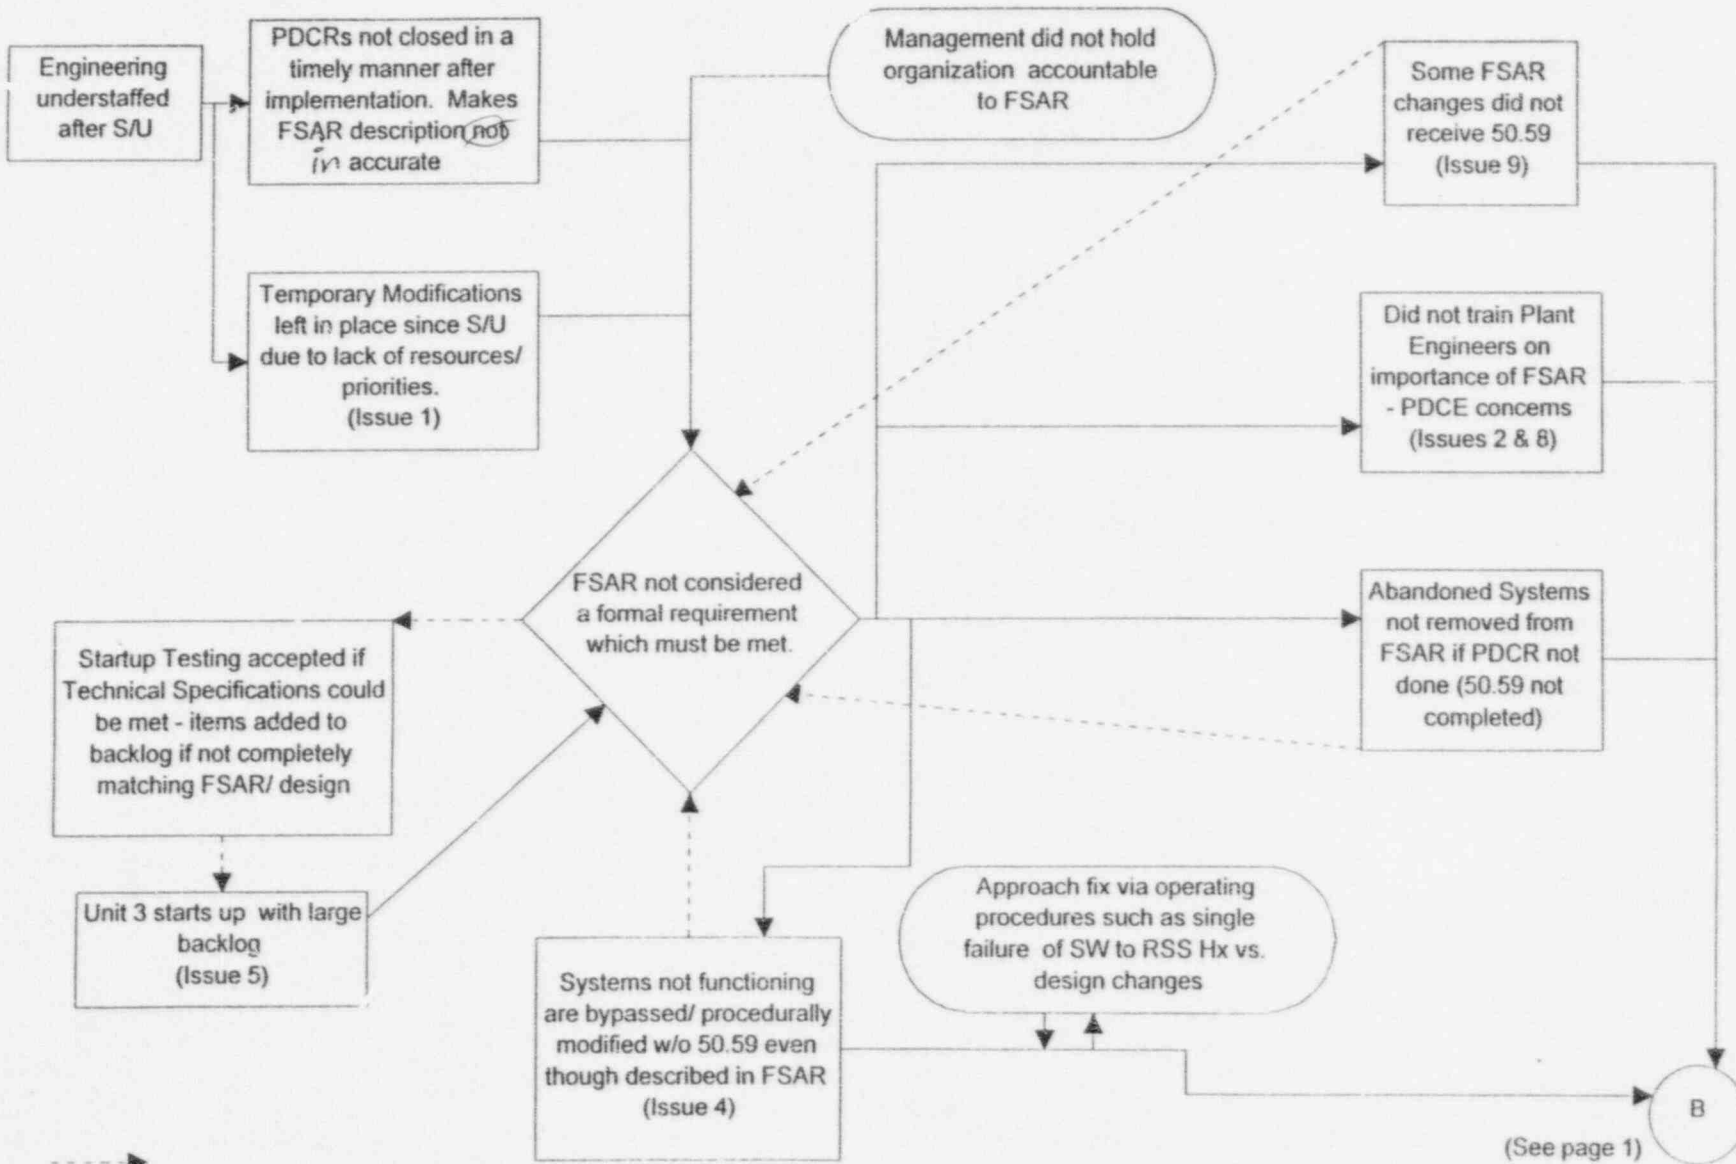 Engineering
understaffed
after S/U
PDCRs not closed in a
timely manner after
implementation. Makes
FSAR description not
in accurate
Management did not hold
organization accountable
to FSAR
Some FSAR
changes did not
receive 50.59
(Issue 9)
Temporary Modifications
left in place since S/U
due to lack of resources/
priorities.
(Issue 1)
Did not train Plant
Engineers on
importance of FSAR
- PDCE concerns
(Issues 2 & 8)
FSAR not considered
a formal requirement
which must be met.
Abandoned Systems
not removed from
FSAR if PDCR not
done (50.59 not
completed)
Startup Testing accepted if
Technical Specifications could
be met - items added to
backlog if not completely
matching FSAR/ design
Unit 3 starts up with large
backlog
(Issue 5)
Approach fix via operating
procedures such as single
failure of SW to RSS Hx vs.
design changes
Systems not functioning
are bypassed/ procedurally
modified w/o 50.59 even
though described in FSAR
(Issue 4)
B
(See page 1)